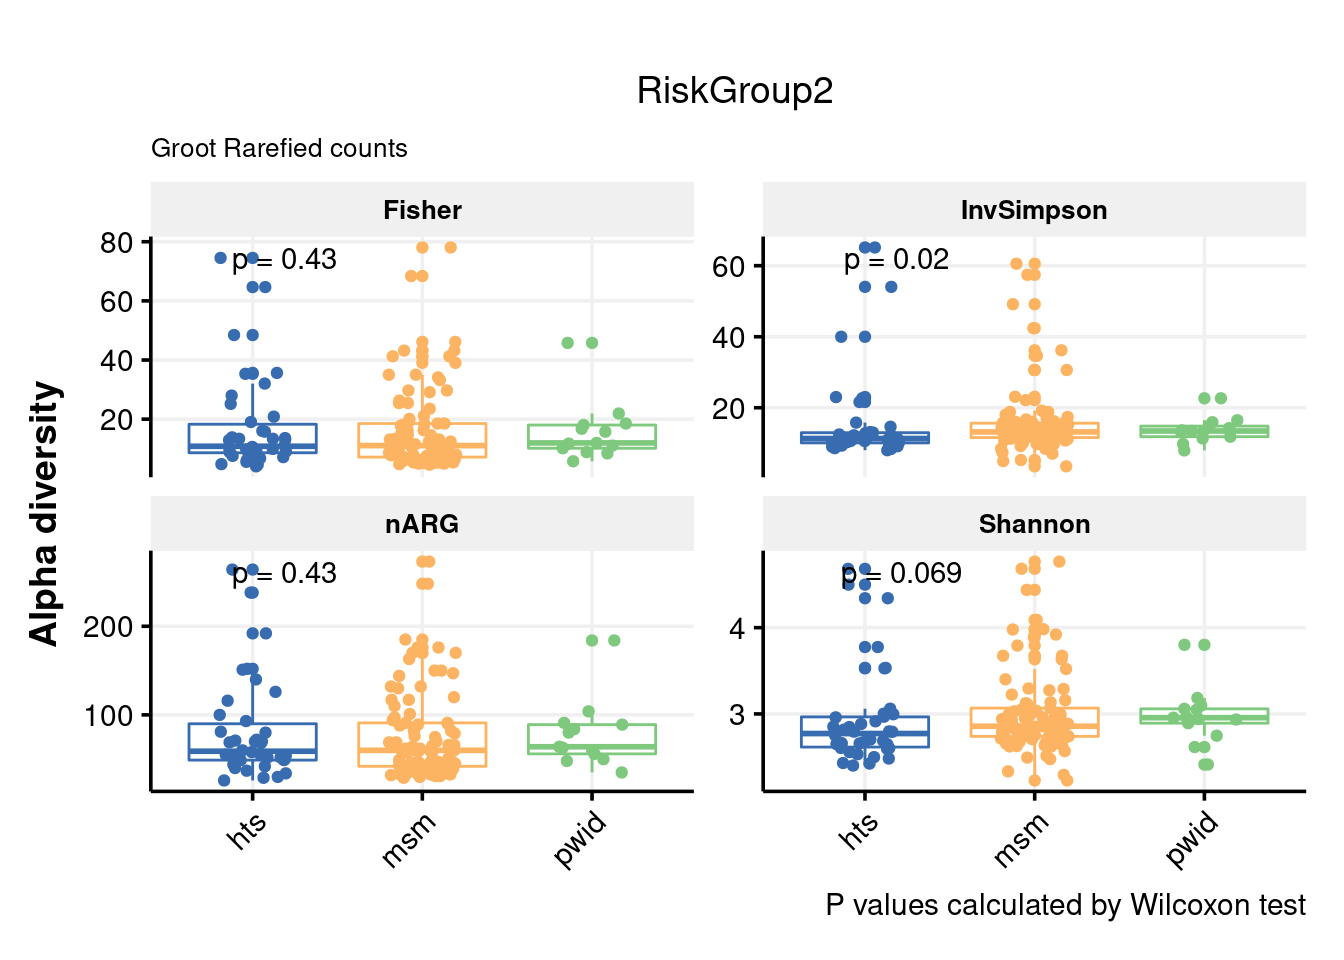 RiskGroup2
Groot Rarefied counts
Fisher
InvSimpson
80
60
40
20
p = 0.43
60
40
20
p = 0.02
Alpha diversity
nARG
Shannon
200
100
p = 0.43
4
3
p = 0.069
hts
msm
pwid
hts
msm
pwid
P values calculated by Wilcoxon test